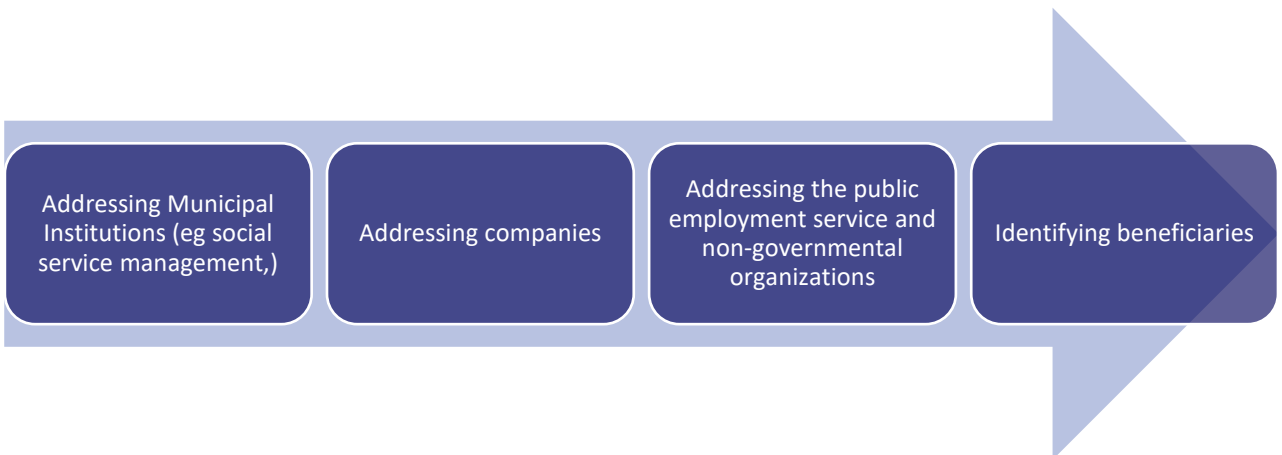 Addressing Municipal
Institutions (eg social
service management,)
Addressing companies
Addressing the public
employment service and
non-governmental
organizations
Identifying beneficiaries